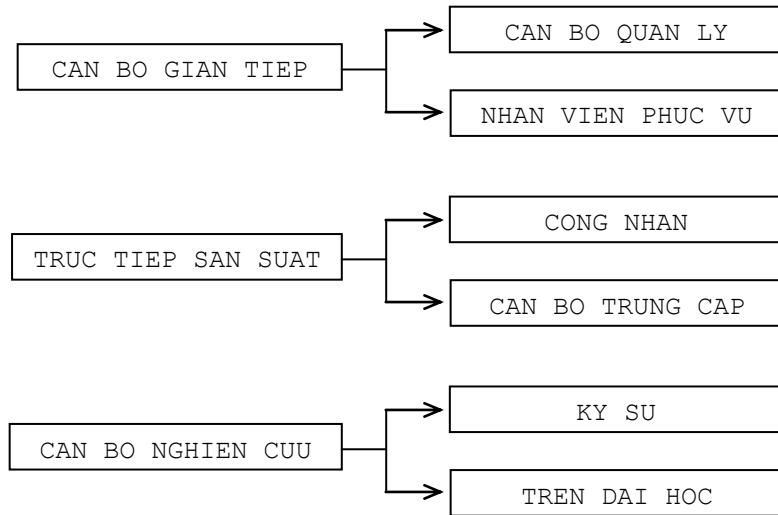 CAN BO GIAN TIEP
CAN BO QUAN LY
NHAN VIEN PHUC VU
TRUC TIEP SAN SUAT
CONG NHAN
CAN BO TRUNG CAP
CAN BO NGHIEN CUU
KY SU
TREN DAI HOC